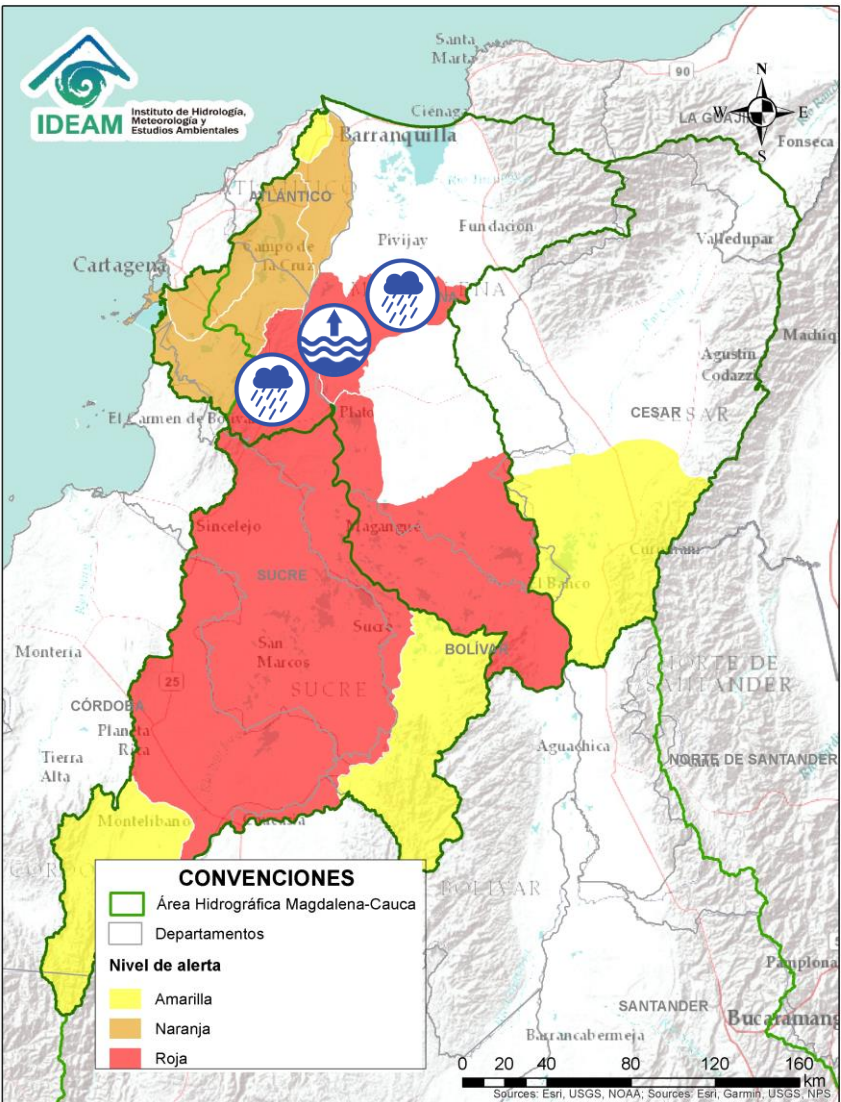 IDEAM
Instituto de Hidrología,
Meteorología y
Estudios Ambientales
Santa
Marta
90
N
W
E
S
Ciénaga
LA GUAJIRA
Barranquilla
Fonseca
ATLÁNTICO
Fundación
Pivijay
Valledupar
Campo de
la Cruz
Cartagena
Agustín
Codazzi
El Carmen de Bolívar
Plato
CESAR
CESAR
Sincelejo
Magangué
SUCRE
El Banco
Sucre
Montería
San
Marcos
BOLÍVAR
SUCRE
NORTE DE
SANTANDER
25
CÓRDOBA
Planeta
Rica
Aguachica
Tierra
Alta
NORTE DE SANTANDER
Montelíbano
BOLÍVAR
CONVENCIONES
Área Hidrográfica Magdalena-Cauca
Departamentos
Nivel de alerta
Amarilla
Naranja
Roja
Pamplona
SANTANDER
Bucaramang
Barrancabermeja
0 20 40 80 120 160
km
Sources: Esri, USGS, NOAA; Sources: Esri, Garmin, USGS, NPS